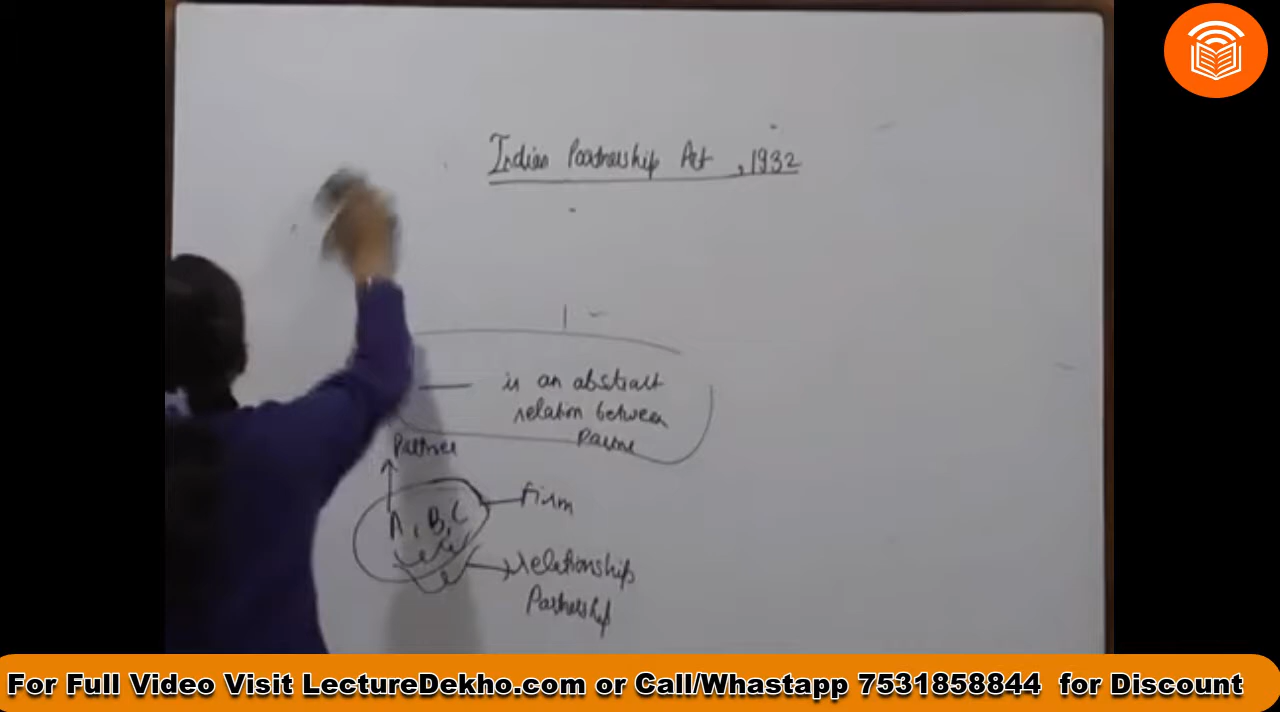 Indian Partnership Act , 1932
is an abstract
relation between
Partner
A, B, C
Firm
relationship
Partnership
For Full Video Visit LectureDekho.com or Call/Whastapp 7531858844 for Discount